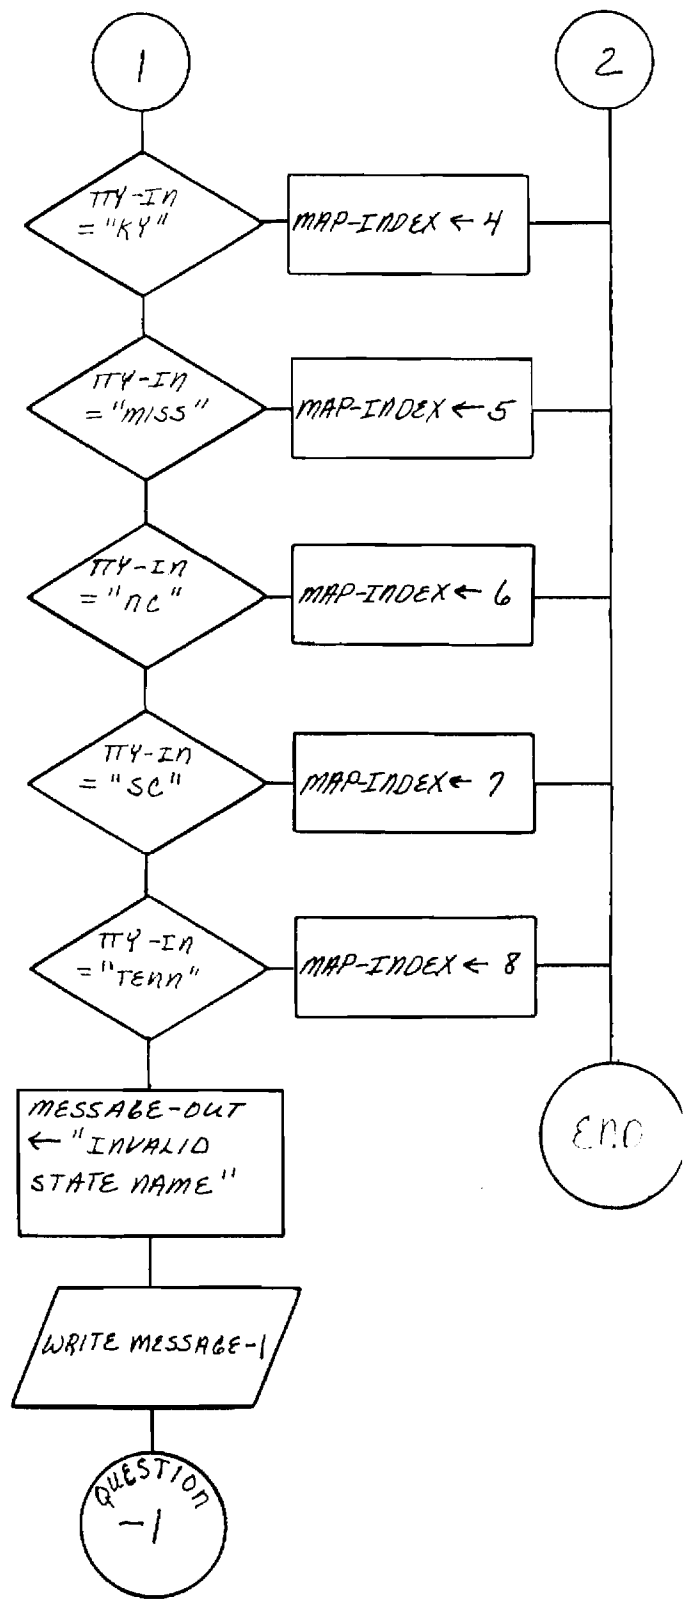 1
2
TTY-IN
= "KY"
MAP-INDEX ← 4
TTY-IN
= "MISS"
MAP-INDEX ← 5
TTY-IN
= "NC"
MAP-INDEX ← 6
TTY-IN
= "SC"
MAP-INDEX ← 7
TTY-IN
= "TENN"
MAP-INDEX ← 8
MESSAGE-OUT
← "INVALID
STATE NAME"
END
WRITE MESSAGE-1
QUESTION
-1